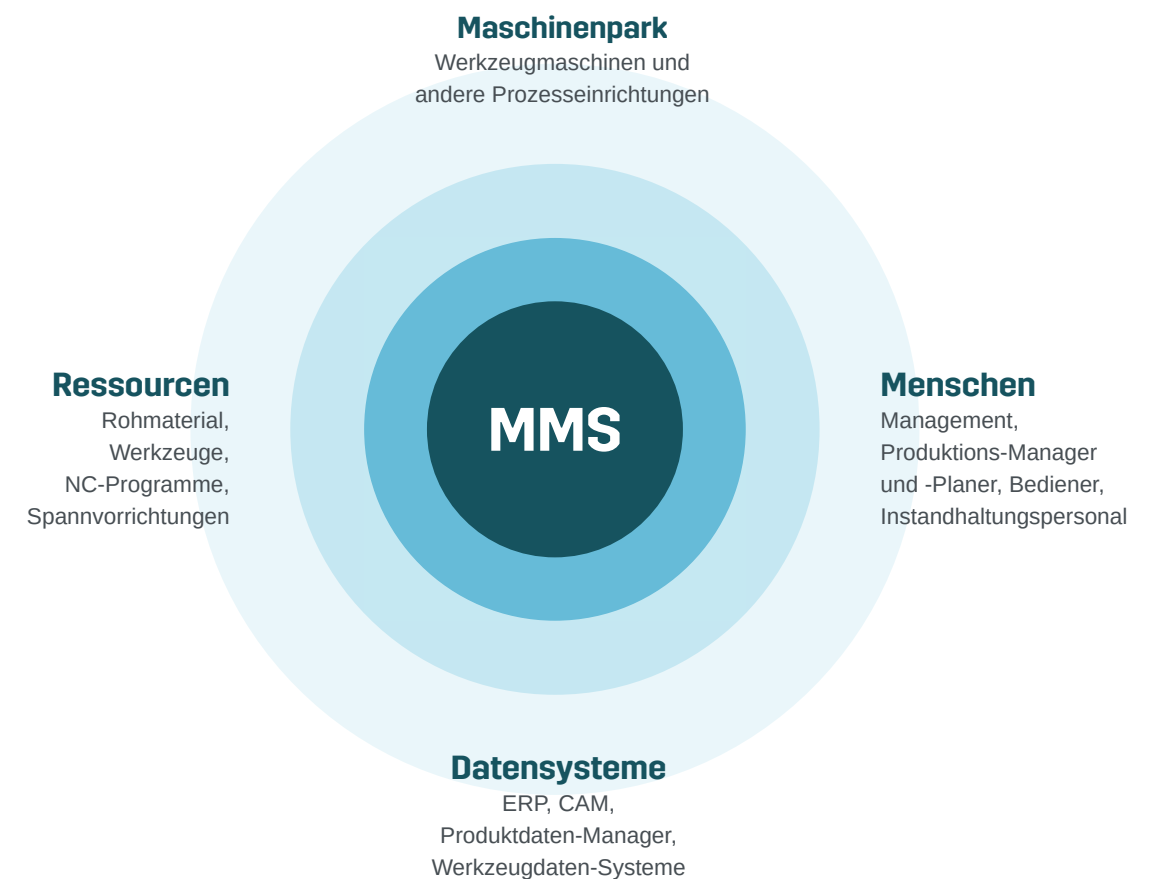 Maschinenpark
Werkzeugmaschinen und
andere Prozesseinrichtungen
Ressourcen
Rohmaterial,
Werkzeuge,
NC-Programme,
Spannvorrichtungen
MMS
Menschen
Management,
Produktions-Manager
und -Planer, Bediener,
Instandhaltungspersonal
Datensysteme
ERP, CAM,
Produktdaten-Manager,
Werkzeugdaten-Systeme